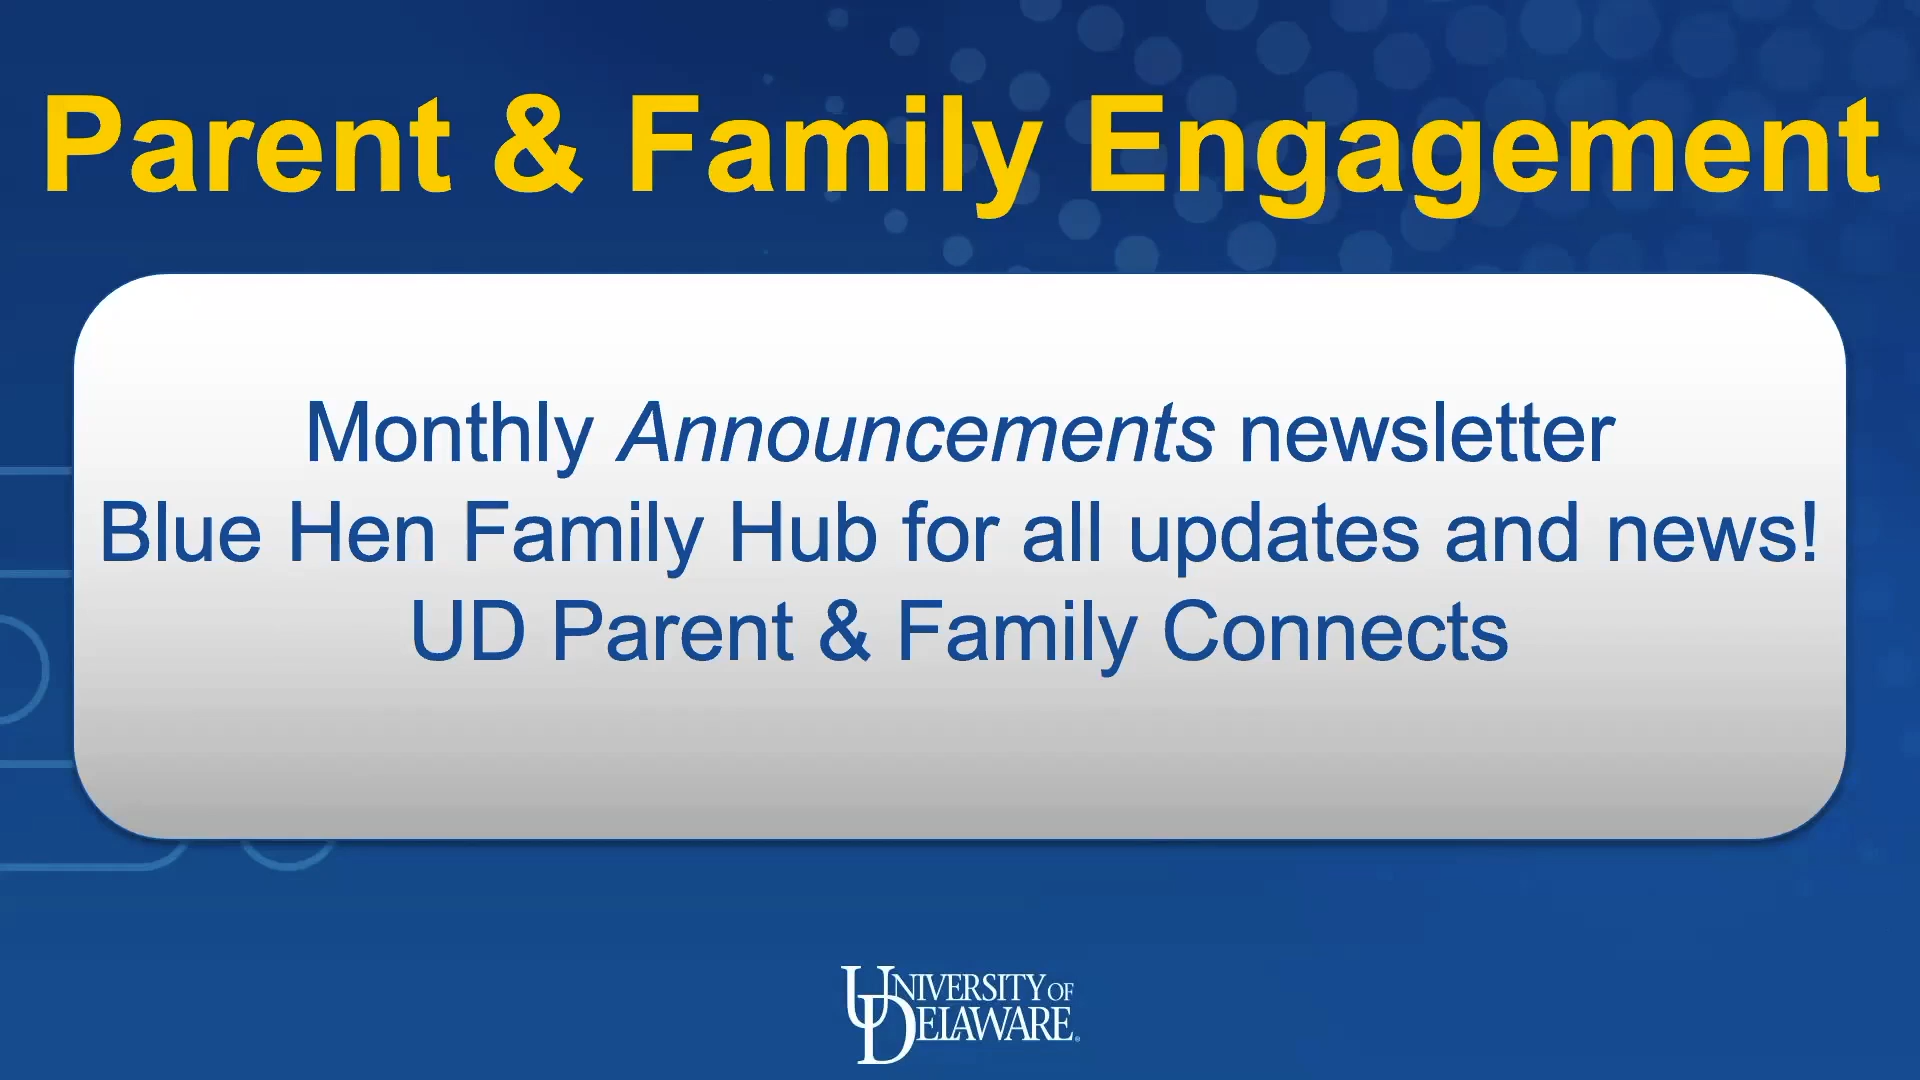 Parent & Family Engagement
Monthly Announcements newsletter
Blue Hen Family Hub for all updates and news!
UD Parent & Family Connects
UNIVERSITY OF
DELAWARE®